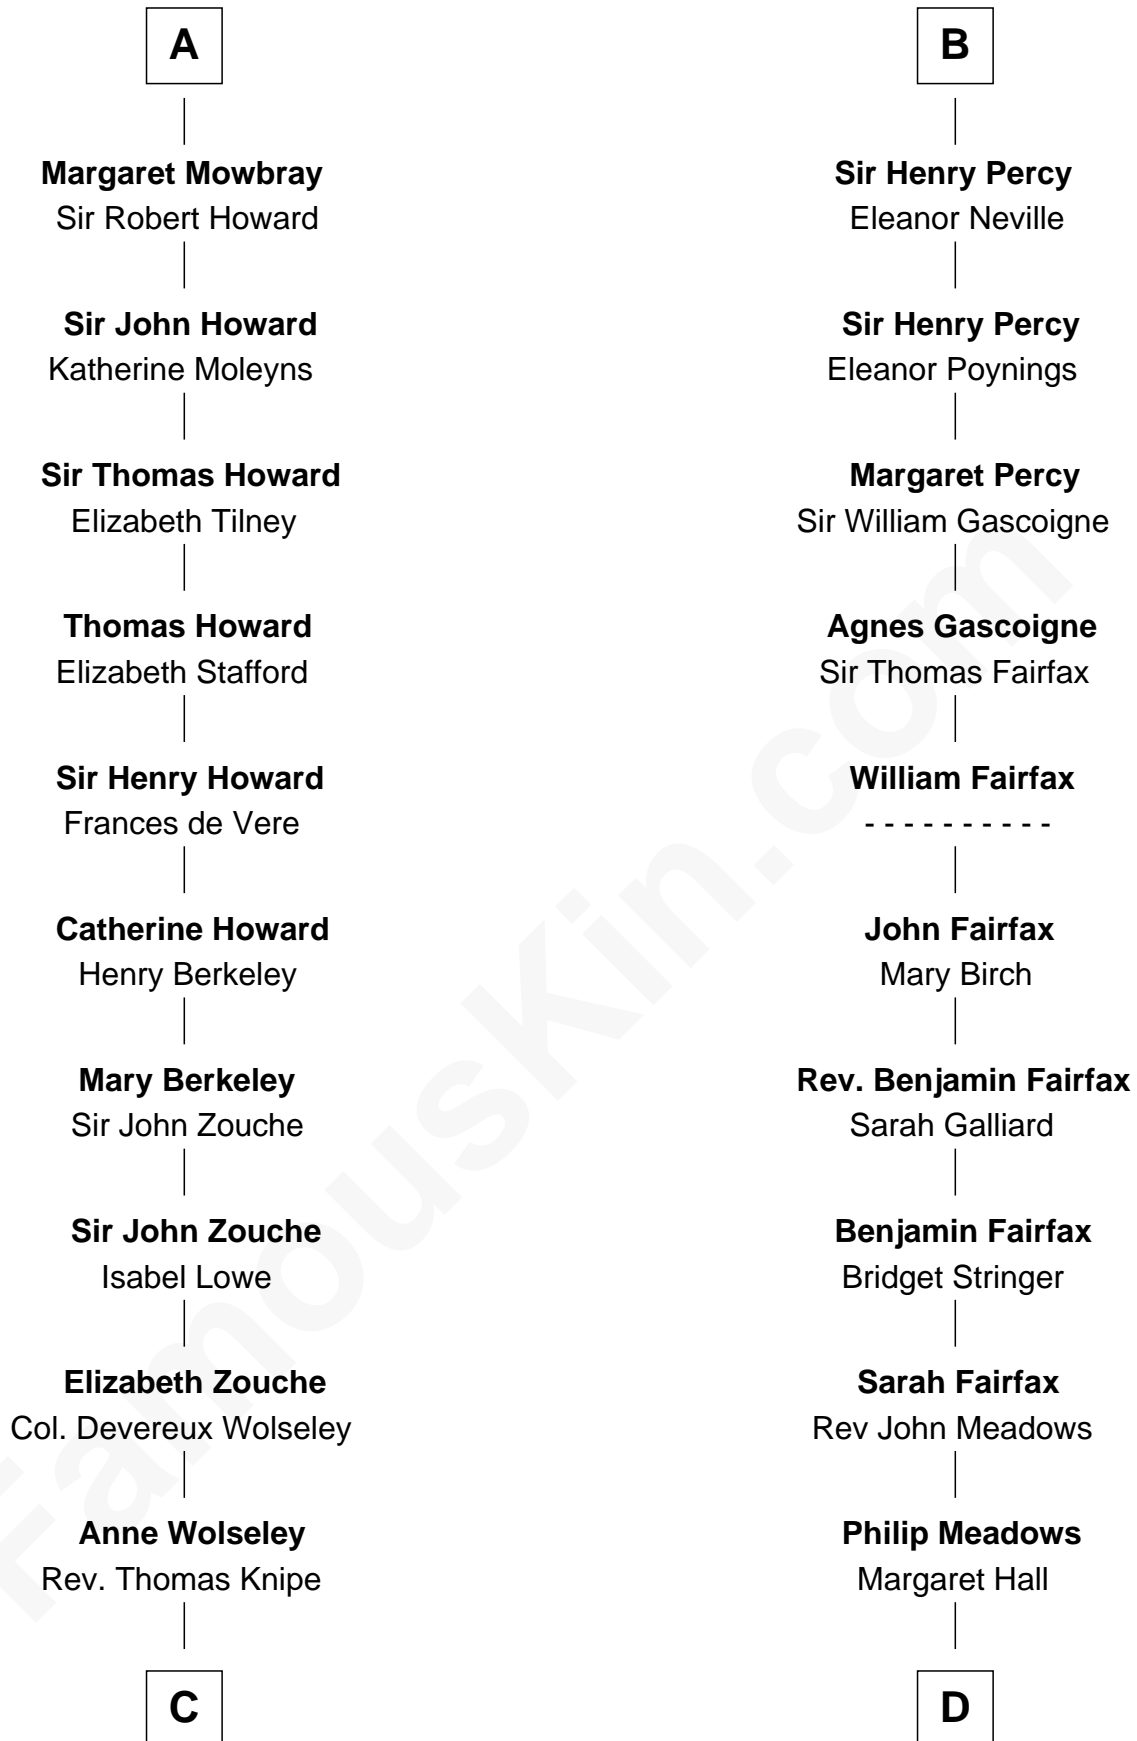 A
Margaret Mowbray
Sir Robert Howard
Sir John Howard
Katherine Moleyns
Sir Thomas Howard
Elizabeth Tilney
Thomas Howard
Elizabeth Stafford
Sir Henry Howard
Frances de Vere
Catherine Howard
Henry Berkeley
Mary Berkeley
Sir John Zouche
Sir John Zouche
Isabel Lowe
Elizabeth Zouche
Col. Devereux Wolseley
Anne Wolseley
Rev. Thomas Knipe
C
B
Sir Henry Percy
Eleanor Neville
Sir Henry Percy
Eleanor Poynings
Margaret Percy
Sir William Gascoigne
Agnes Gascoigne
Sir Thomas Fairfax
William Fairfax
- - - - - - - - - -
John Fairfax
Mary Birch
Rev. Benjamin Fairfax
Sarah Galliard
Benjamin Fairfax
Bridget Stringer
Sarah Fairfax
Rev John Meadows
Philip Meadows
Margaret Hall
D
FamousKin.com